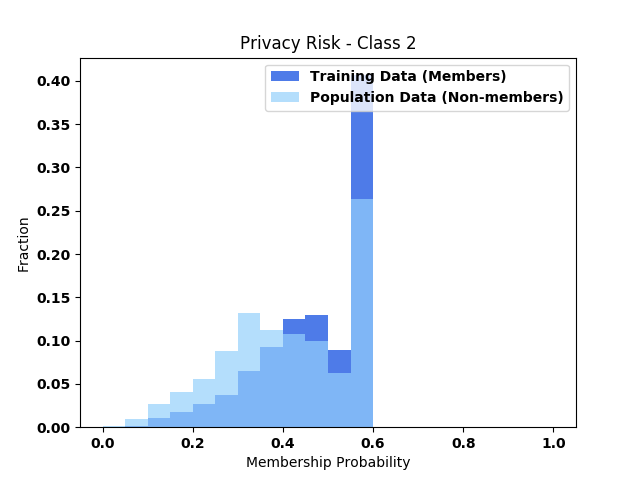 Privacy Risk - Class 2
Training Data (Members)
Population Data (Non-members)
0.40
0.35
0.30
0.25
0.20
0.15
0.10
0.05
0.00
Fraction
0.0 0.2 0.4 0.6 0.8 1.0
Membership Probability